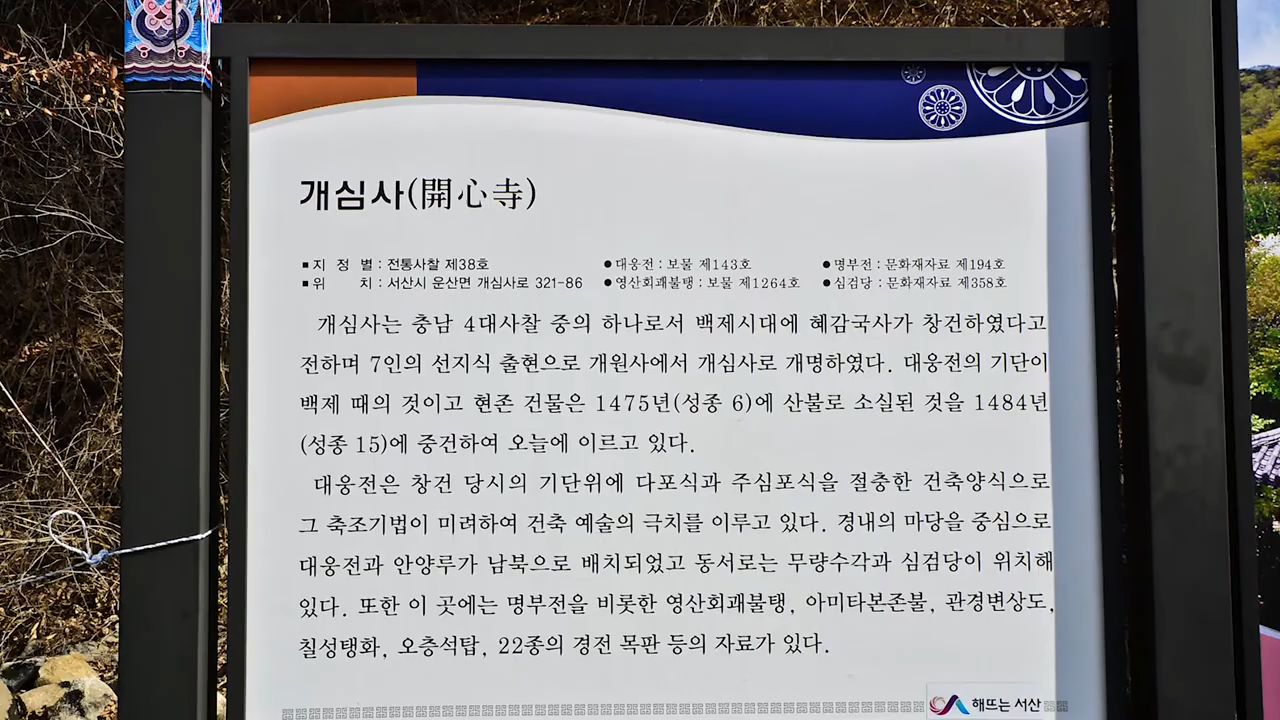 개심사(開心寺)
■ 지 정 별 : 전통사찰 제38호 ● 대웅전 : 보물 제143호 ● 명부전 : 문화재자료 제194호
■ 위 치 : 서산시 운산면 개심사로 321-86 ● 영산회괘불탱 : 보물 제1264호 ● 심검당 : 문화재자료 제358호
개심사는 충남 4대사찰 중의 하나로서 백제시대에 혜감국사가 창건하였다고
전하며 7인의 선지식 출현으로 개원사에서 개심사로 개명하였다. 대웅전의 기단이
백제 때의 것이고 현존 건물은 1475년(성종 6)에 산불로 소실된 것을 1484년
(성종 15)에 중건하여 오늘에 이르고 있다.
대웅전은 창건 당시의 기단위에 다포식과 주심포식을 절충한 건축양식으로
그 축조기법이 미려하여 건축 예술의 극치를 이루고 있다. 경내의 마당을 중심으로
대웅전과 안양루가 남북으로 배치되었고 동서로는 무량수각과 심검당이 위치해
있다. 또한 이 곳에는 명부전을 비롯한 영산회괘불탱, 아미타본존불, 관경변상도,
칠성탱화, 오층석탑, 22종의 경전 목판 등의 자료가 있다.
해뜨는 서산